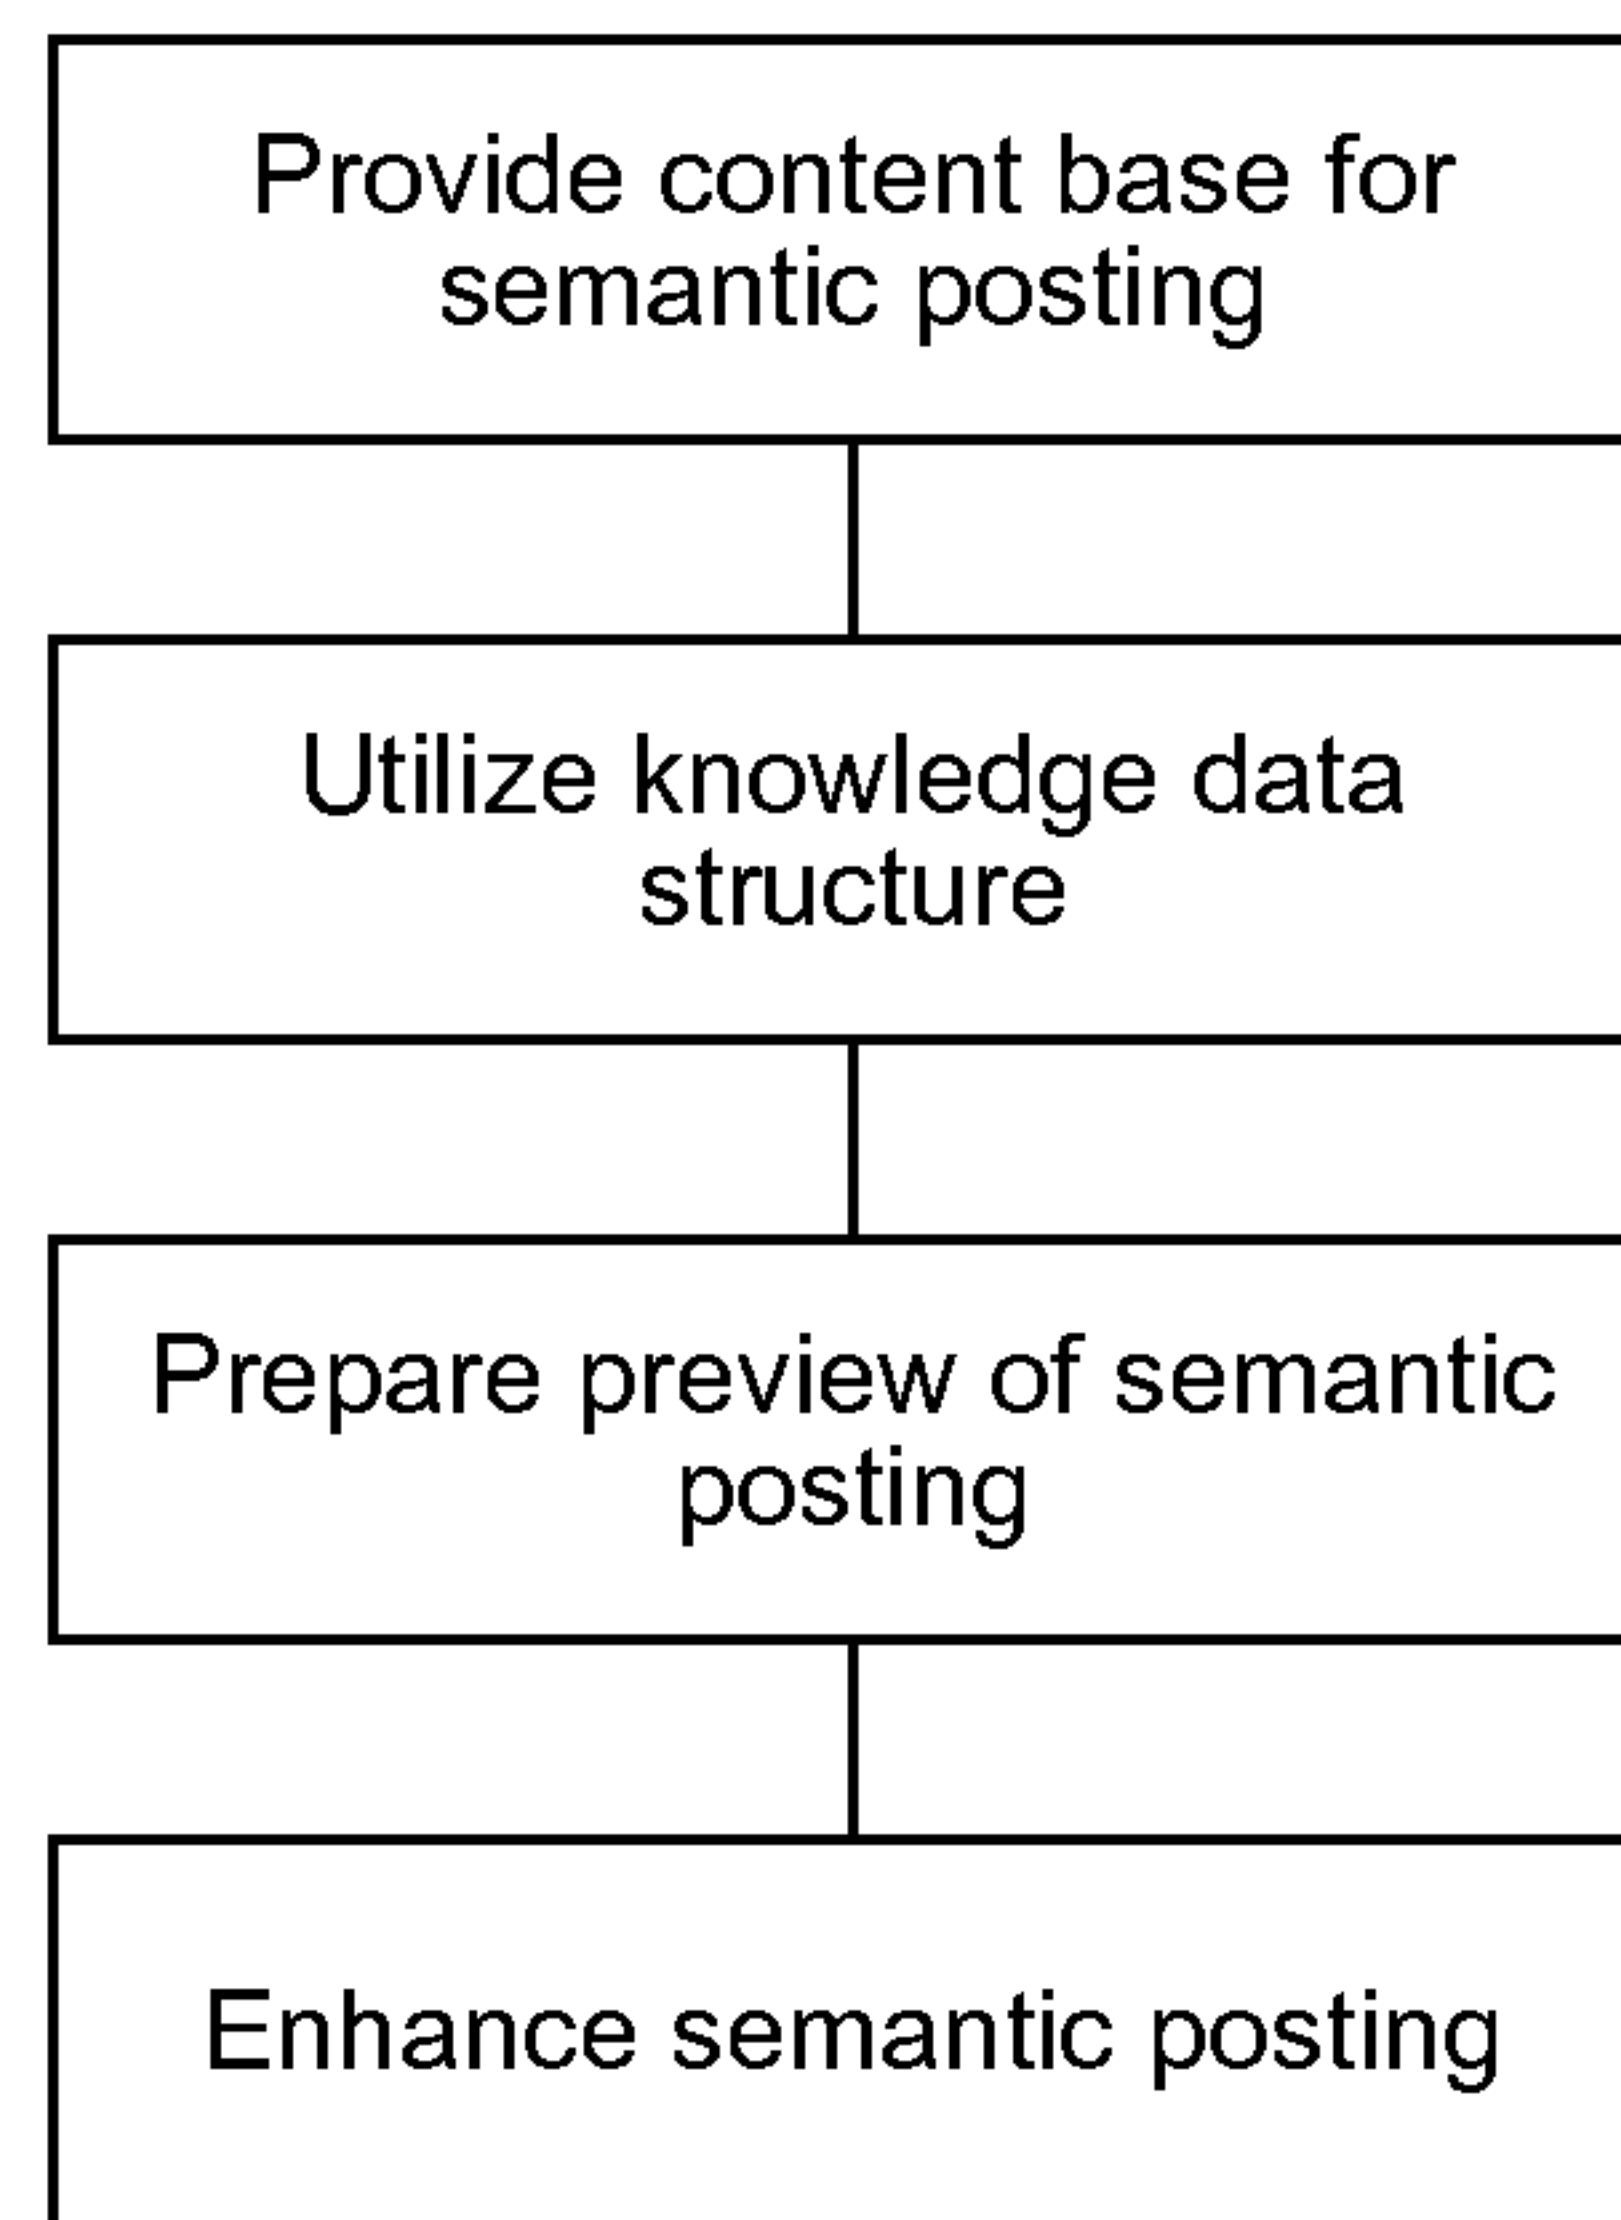 Provide content base for
semantic posting
Utilize knowledge data
structure
Prepare preview of semantic
posting
Enhance semantic posting